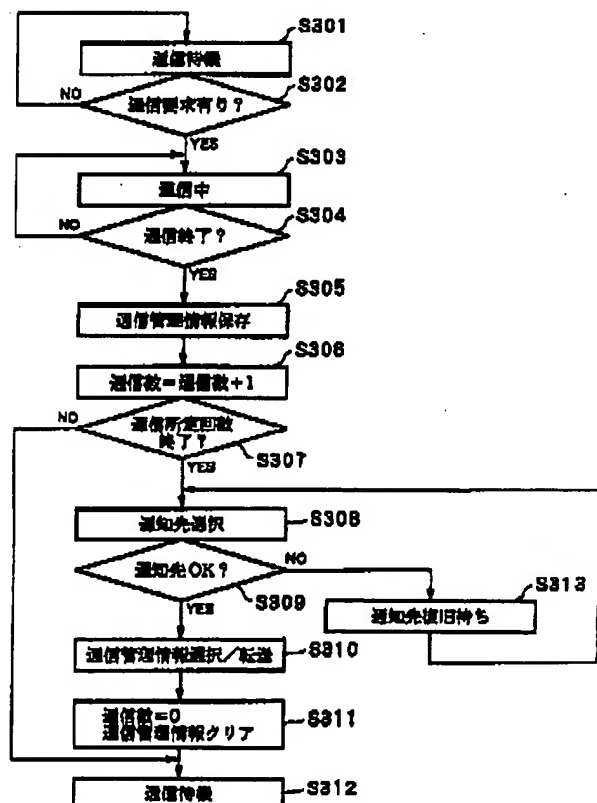 S301
通信待機
S302
通信要求有り?
NO
YES
S303
通信中
S304
通信終了?
NO
YES
S305
通信管理情報保存
S306
通信数=通信数+1
通信所定回数
終了?
NO
S307
YES
通知先選択
S308
通知先OK?
NO
S309
YES
S313
通知先復旧待ち
通信管理情報選択/転送
S310
通信数=0
通信管理情報クリア
S311
通信待機
S312